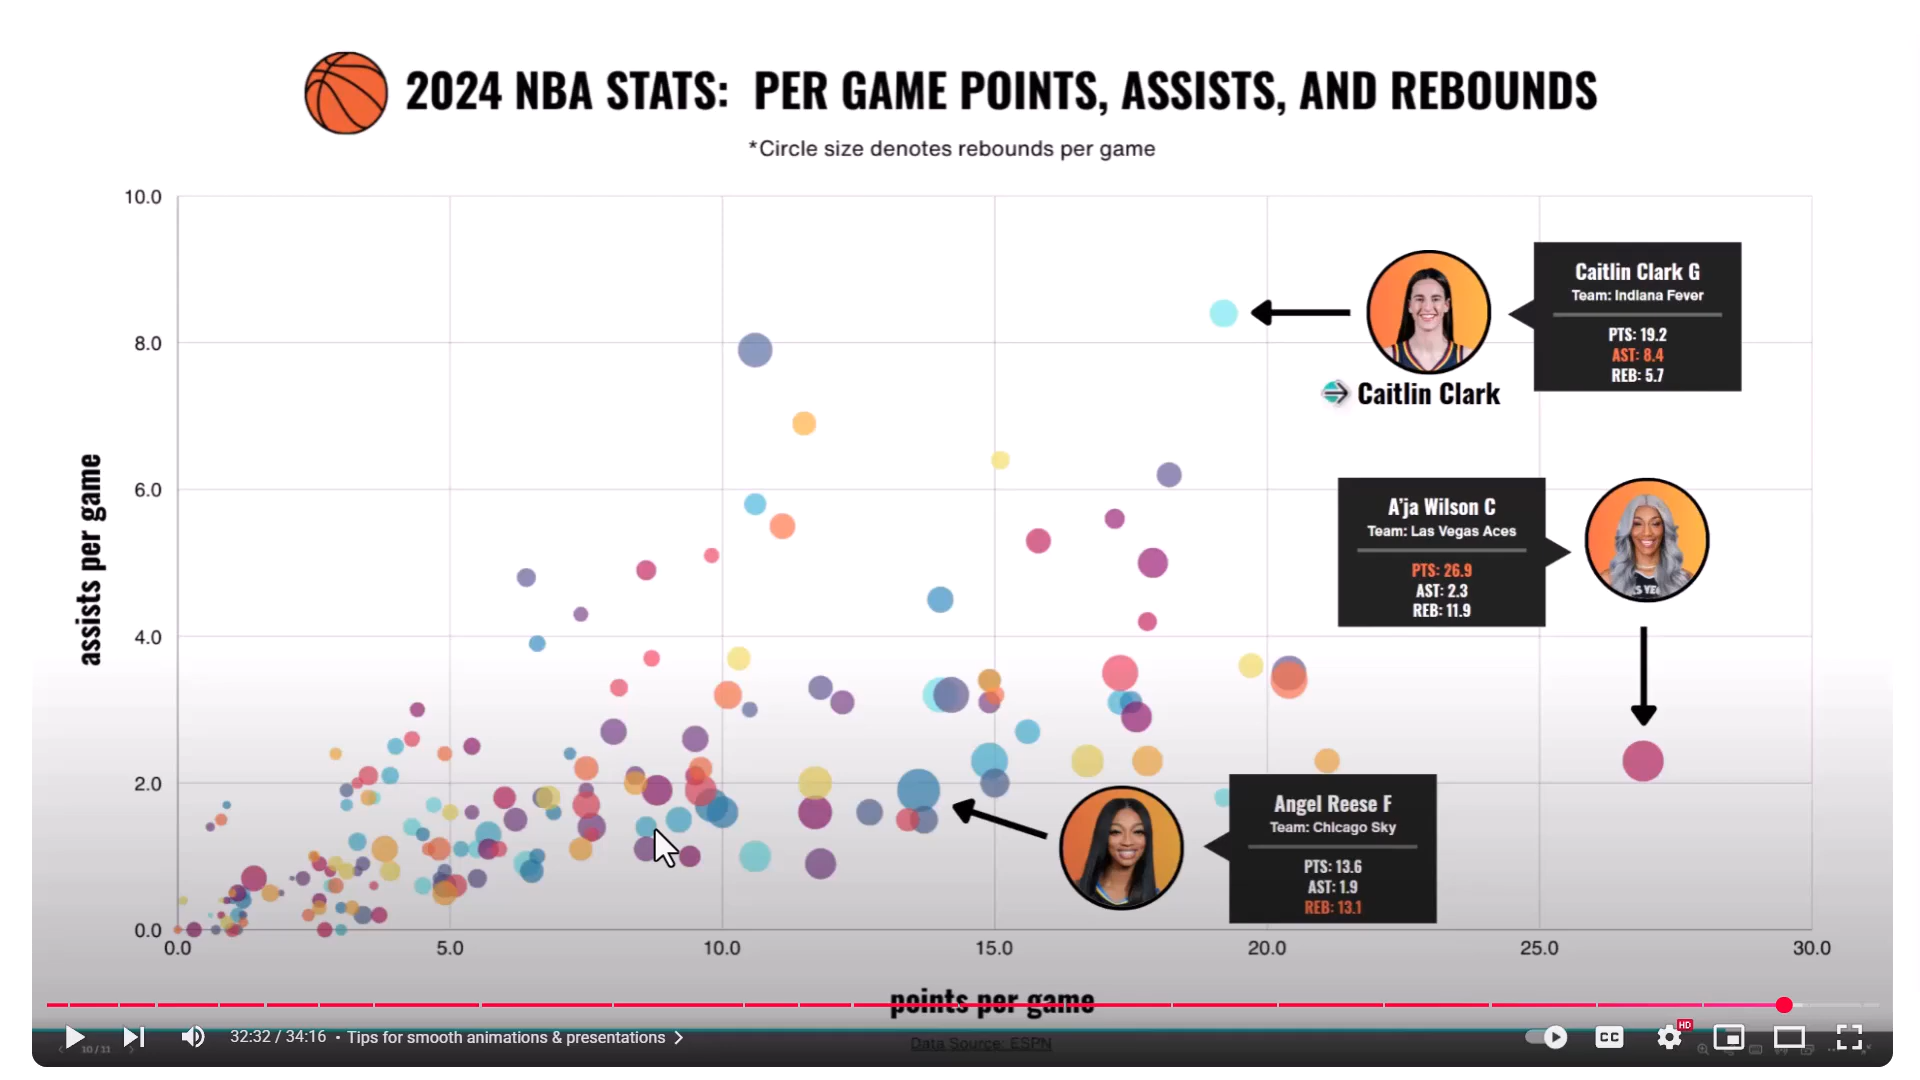 2024 NBA STATS: PER GAME POINTS, ASSISTS, AND REBOUNDS
*Circle size denotes rebounds per game
10.0
8.0
6.0
4.0
2.0
0.0
assists per game
Caitlin Clark G
Team: Indiana Fever
PTS: 19.2
AST: 8.4
REB: 5.7
Caitlin Clark
A'ja Wilson C
Team: Las Vegas Aces
PTS: 26.9
AST: 2.3
REB: 11.9
Angel Reese F
Team: Chicago Sky
PTS: 13.6
AST: 1.9
REB: 13.1
0.0 5.0 10.0 15.0 20.0 25.0 30.0
points per game
32:32 / 34:16 • Tips for smooth animations & presentations
CC
HD
Data Source: ESPN
10 / 11